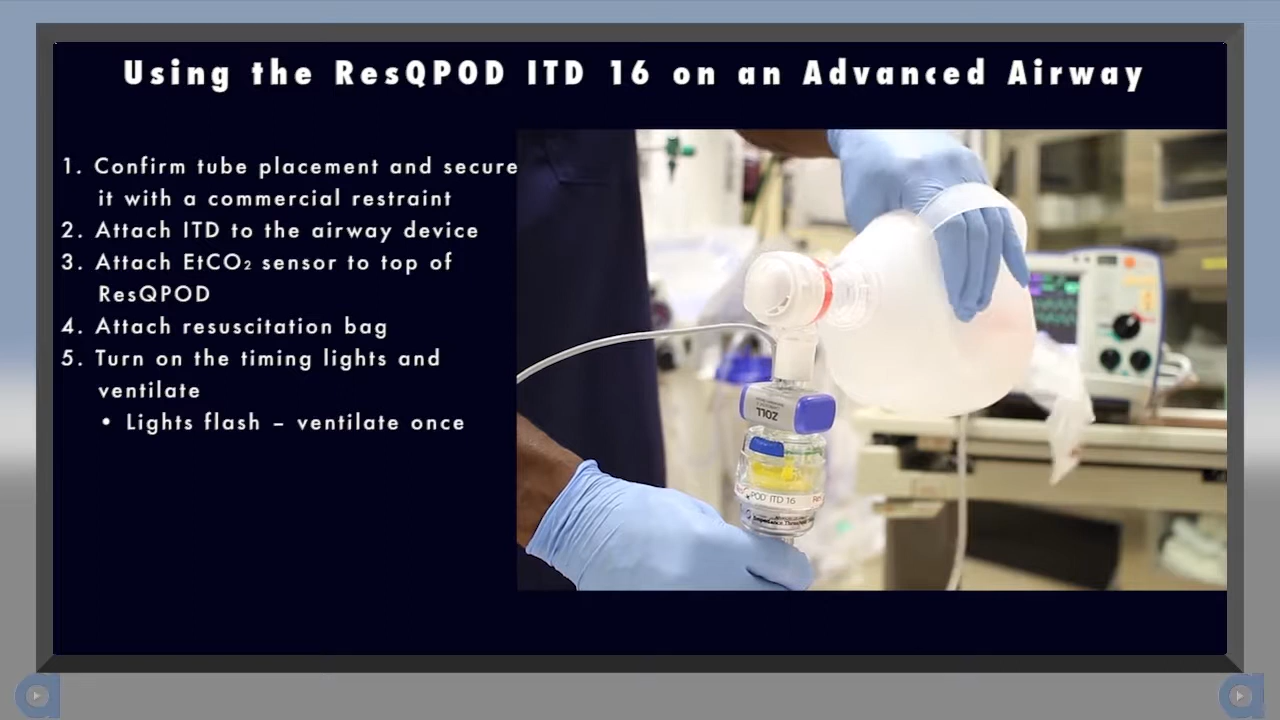 Using the ResQPOD ITD 16 on an Advanced Airway
1. Confirm tube placement and secure
it with a commercial restraint
2. Attach ITD to the airway device
3. Attach EtCO₂ sensor to top of
ResQPOD
4. Attach resuscitation bag
5. Turn on the timing lights and
ventilate
• Lights flash – ventilate once
ZOLL
POD ITD 16
Impedance Threshold